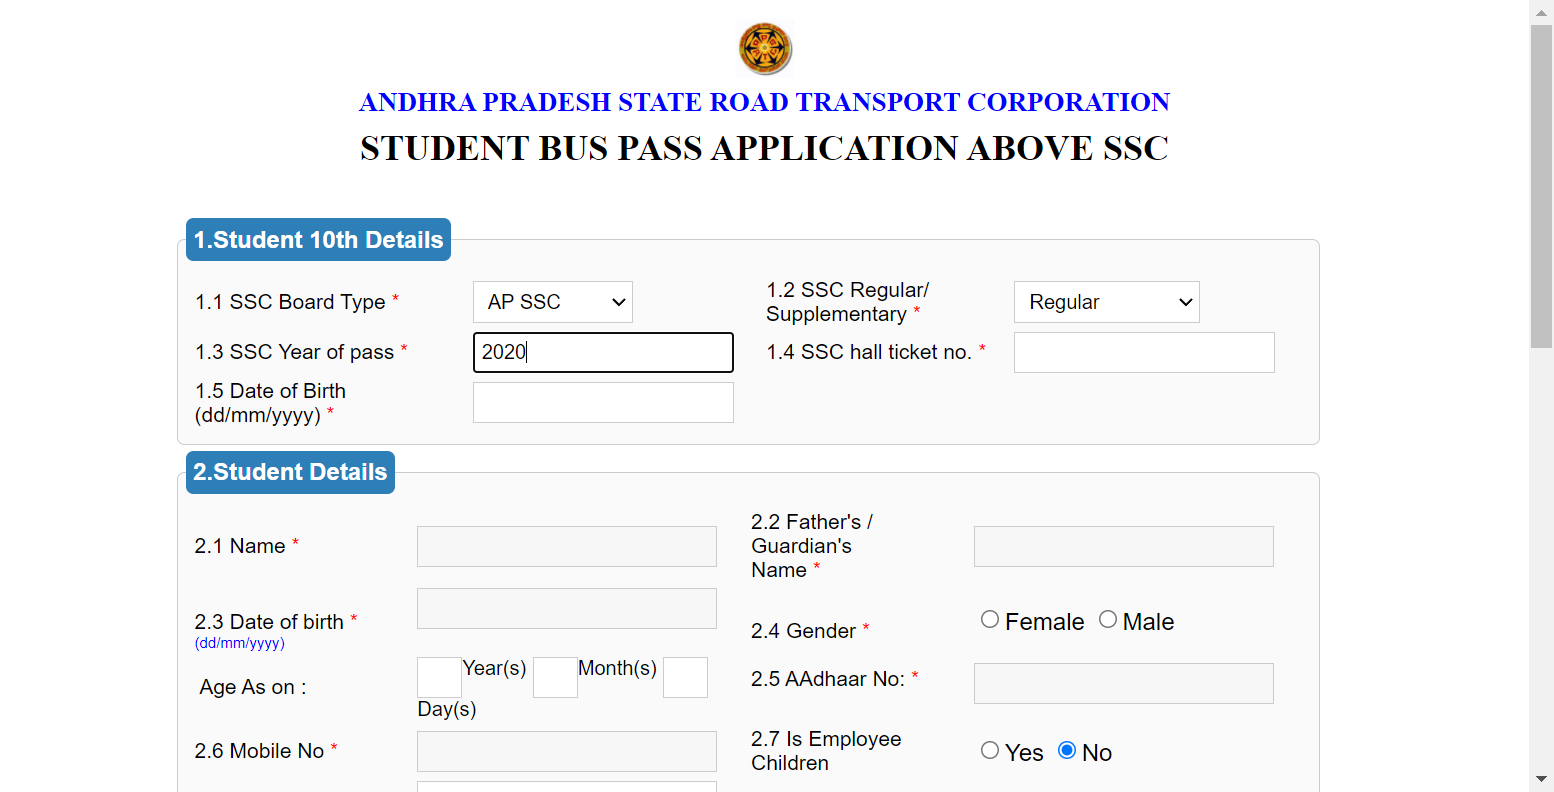 ANDHRA PRADESH STATE ROAD TRANSPORT CORPORATION
STUDENT BUS PASS APPLICATION ABOVE SSC
1.Student 10th Details
1.1 SSC Board Type *
AP SSC
1.2 SSC Regular/
Supplementary *
Regular
1.3 SSC Year of pass *
2020
1.4 SSC hall ticket no. *
1.5 Date of Birth
(dd/mm/yyyy) *
2.Student Details
2.1 Name *
2.2 Father's /
Guardian's
Name *
2.3 Date of birth *
(dd/mm/yyyy)
2.4 Gender *
Female Male
Age As on :
Year(s) Month(s)
Day(s)
2.5 AAdhaar No: *
2.6 Mobile No *
2.7 Is Employee
Children
Yes No